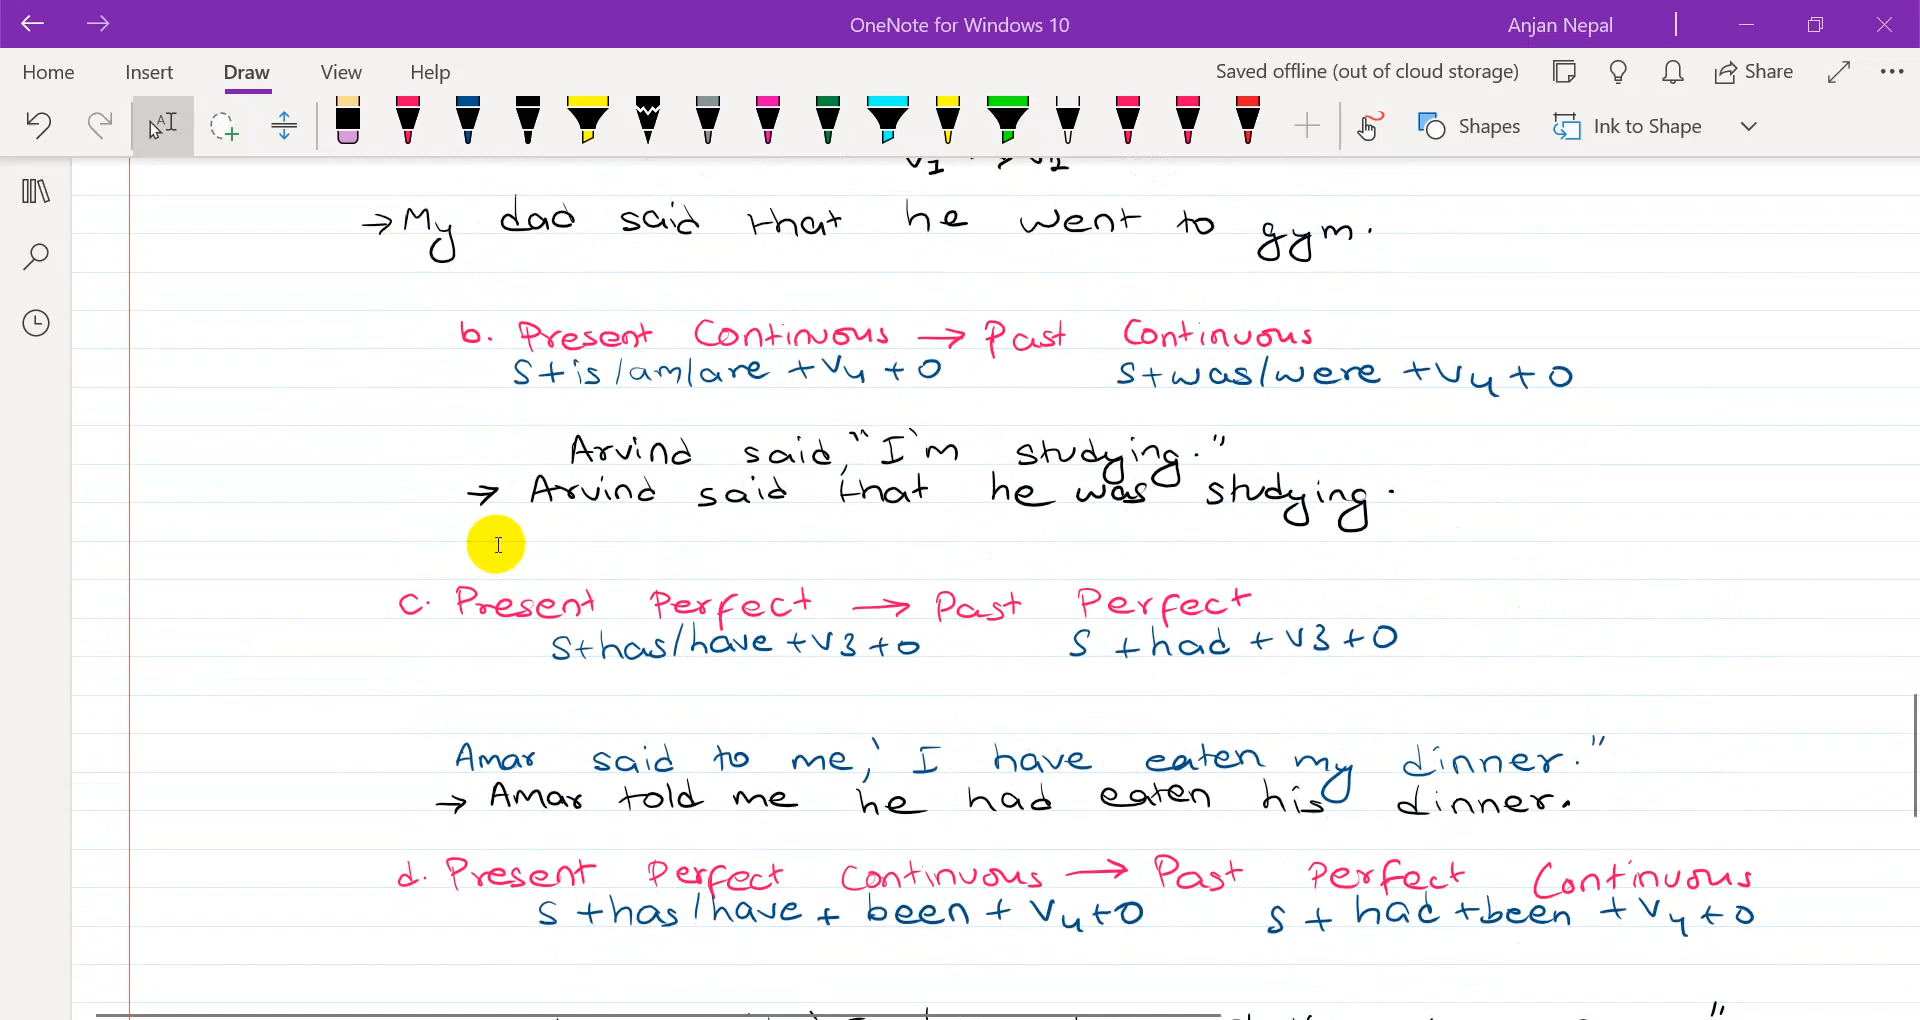 OneNote for Windows 10
Anjan Nepal
Home Insert Draw View Help
Saved offline (out of cloud storage)
Share
Shapes
Ink to Shape
V1 → V2
→ My dad said that he went to gym.
b. Present Continuous → Past Continuous
S+is/am/are +V4+O S+was/were +V4+O
Arvind said,"I'm studying."
→ Arvind said that he was studying.
c. Present Perfect → Past Perfect
S+has/have +V3+O S +had +V3+O
Amar said to me,' I have eaten my dinner."
→ Amar told me he had eaten his dinner.
d. Present Perfect Continuous → Past Perfect Continuous
S +has/have + been + V4+O S + had +been +V4+O